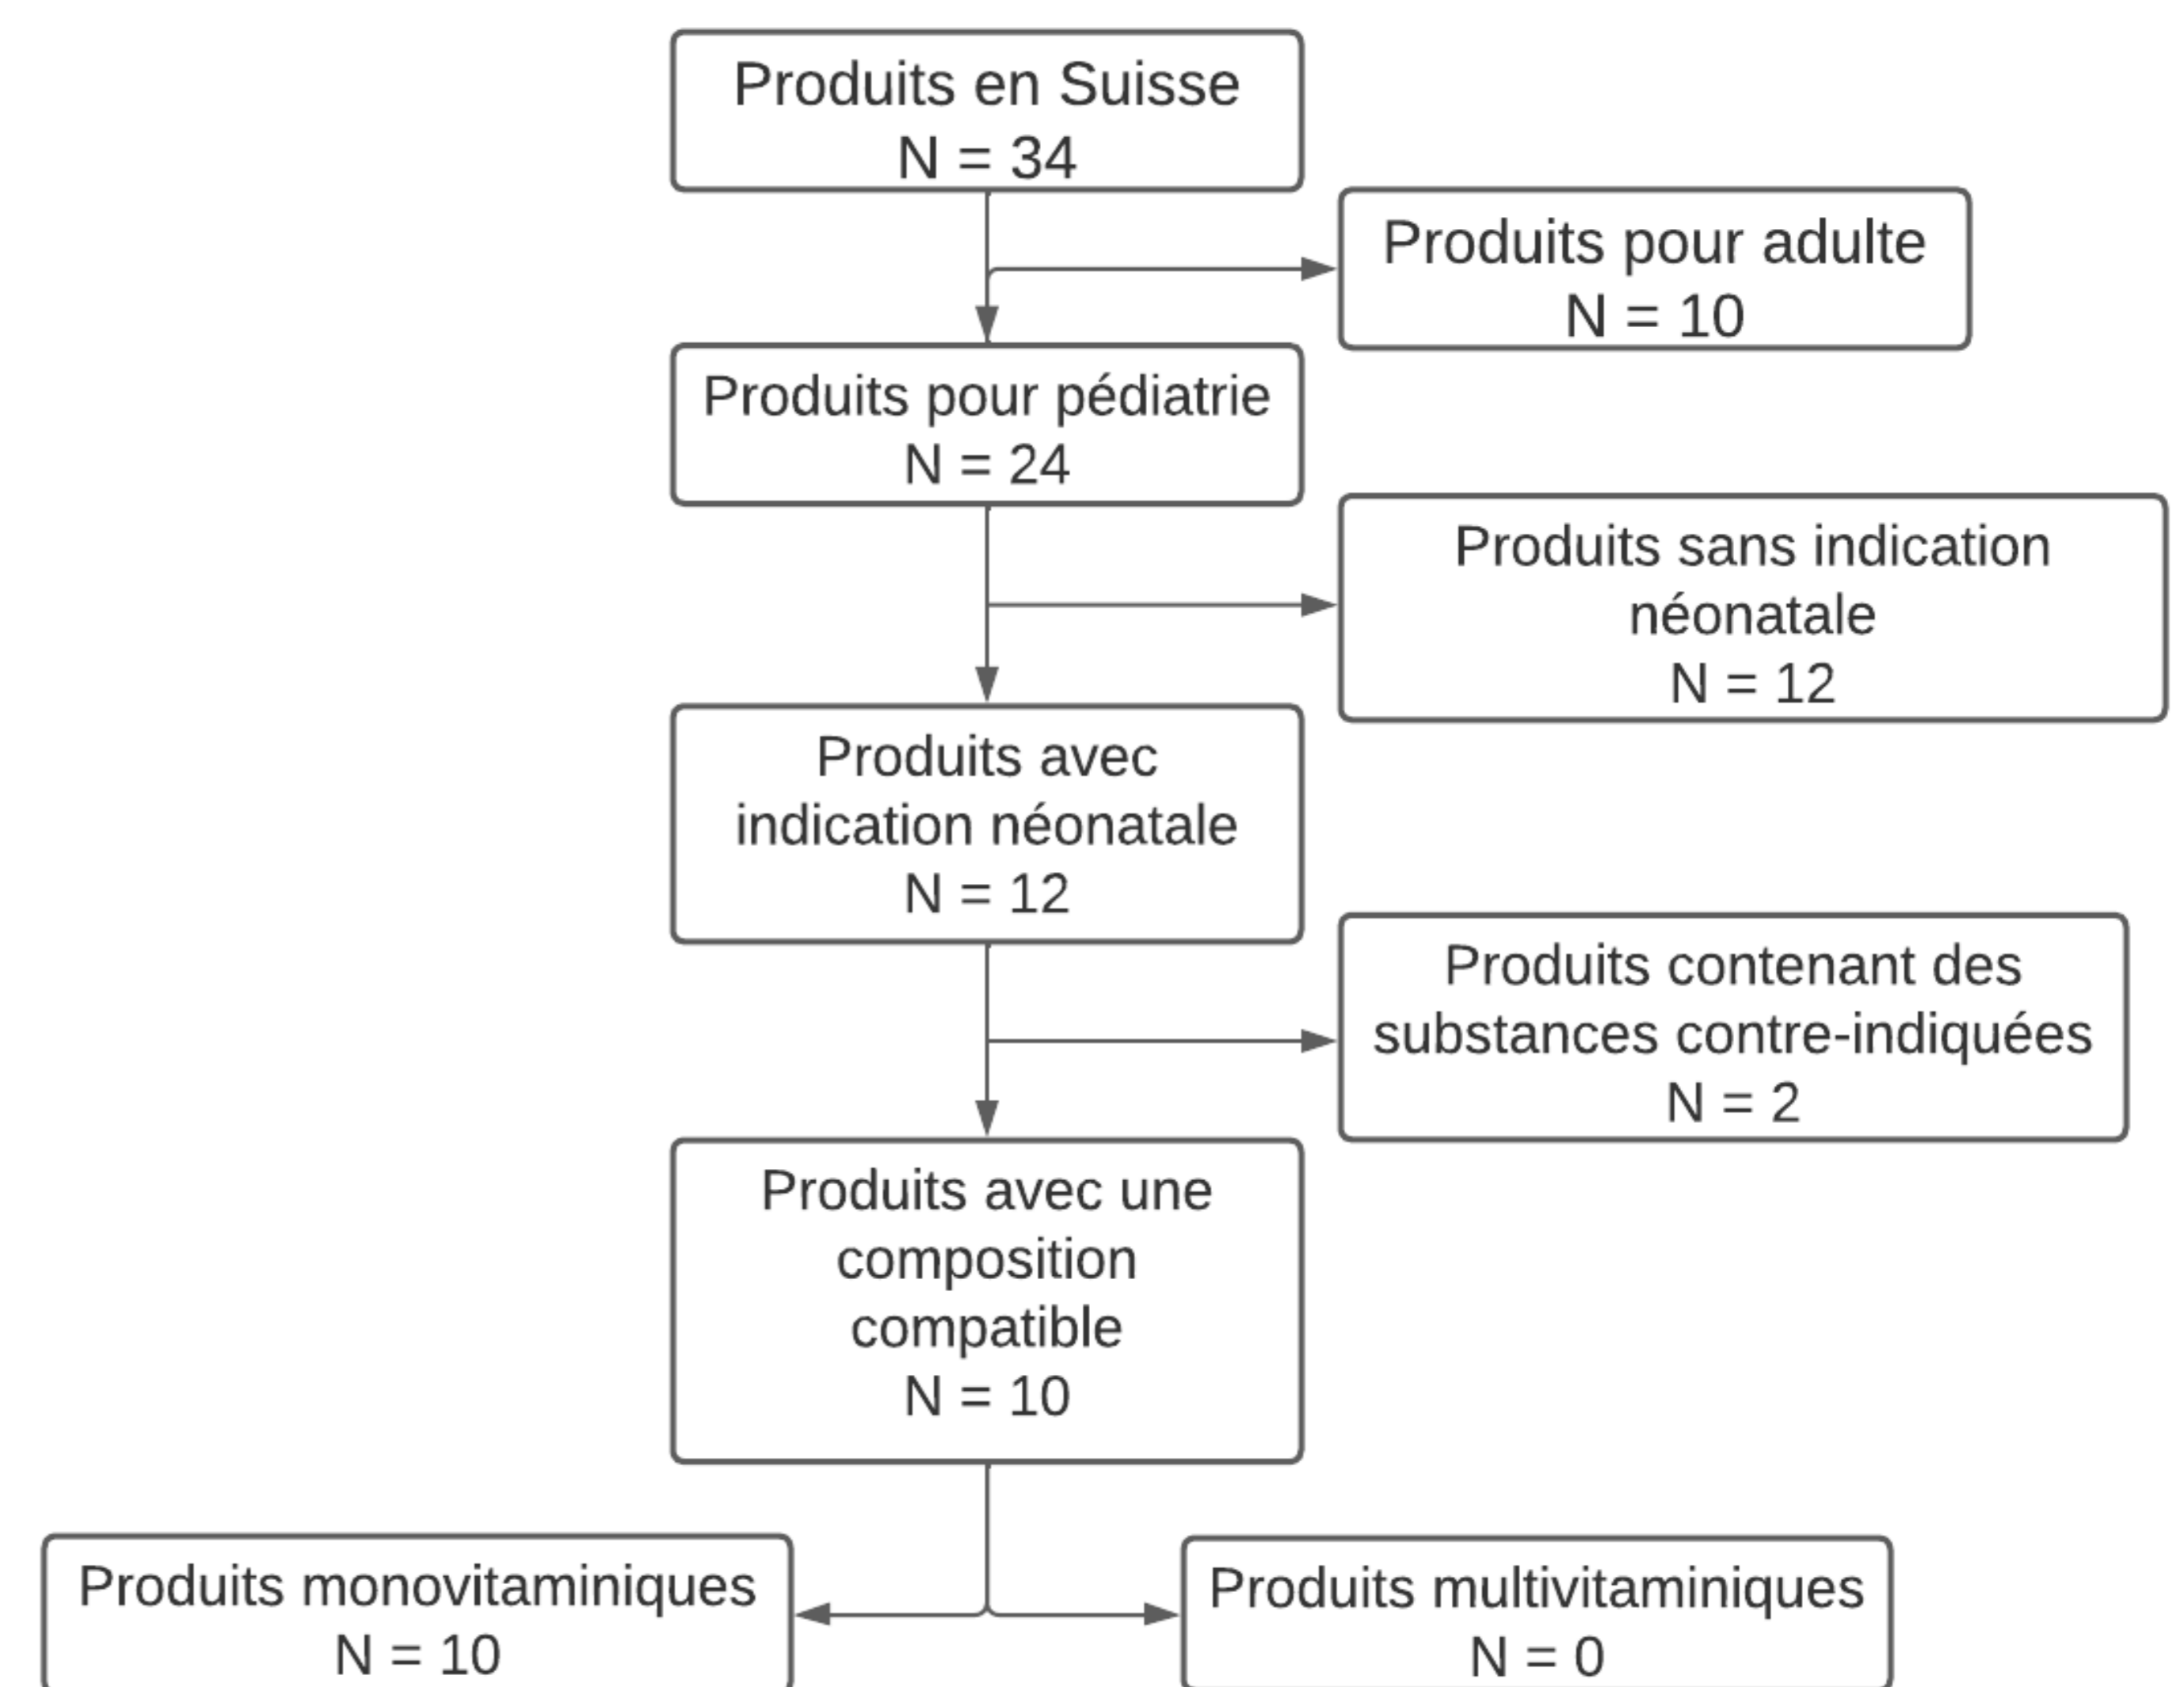 Produits en Suisse
N = 34
Produits pour adulte
N = 10
Produits pour pédiatrie
N = 24
Produits sans indication
néonatale
N = 12
Produits avec
indication néonatale
N = 12
Produits contenant des
substances contre-indiquées
N = 2
Produits avec une
composition
compatible
N = 10
Produits monovitaminiques
N = 10
Produits multivitaminiques
N = 0